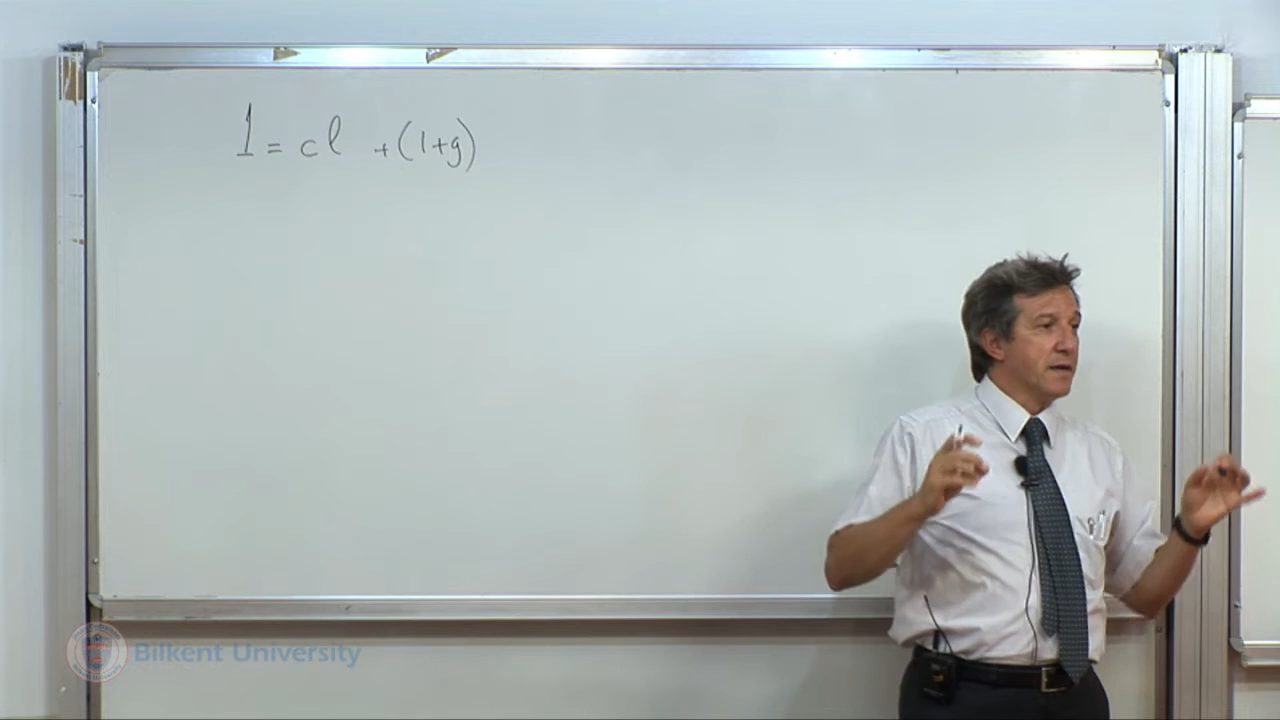 1 = cl + (1+g)
Bilkent University